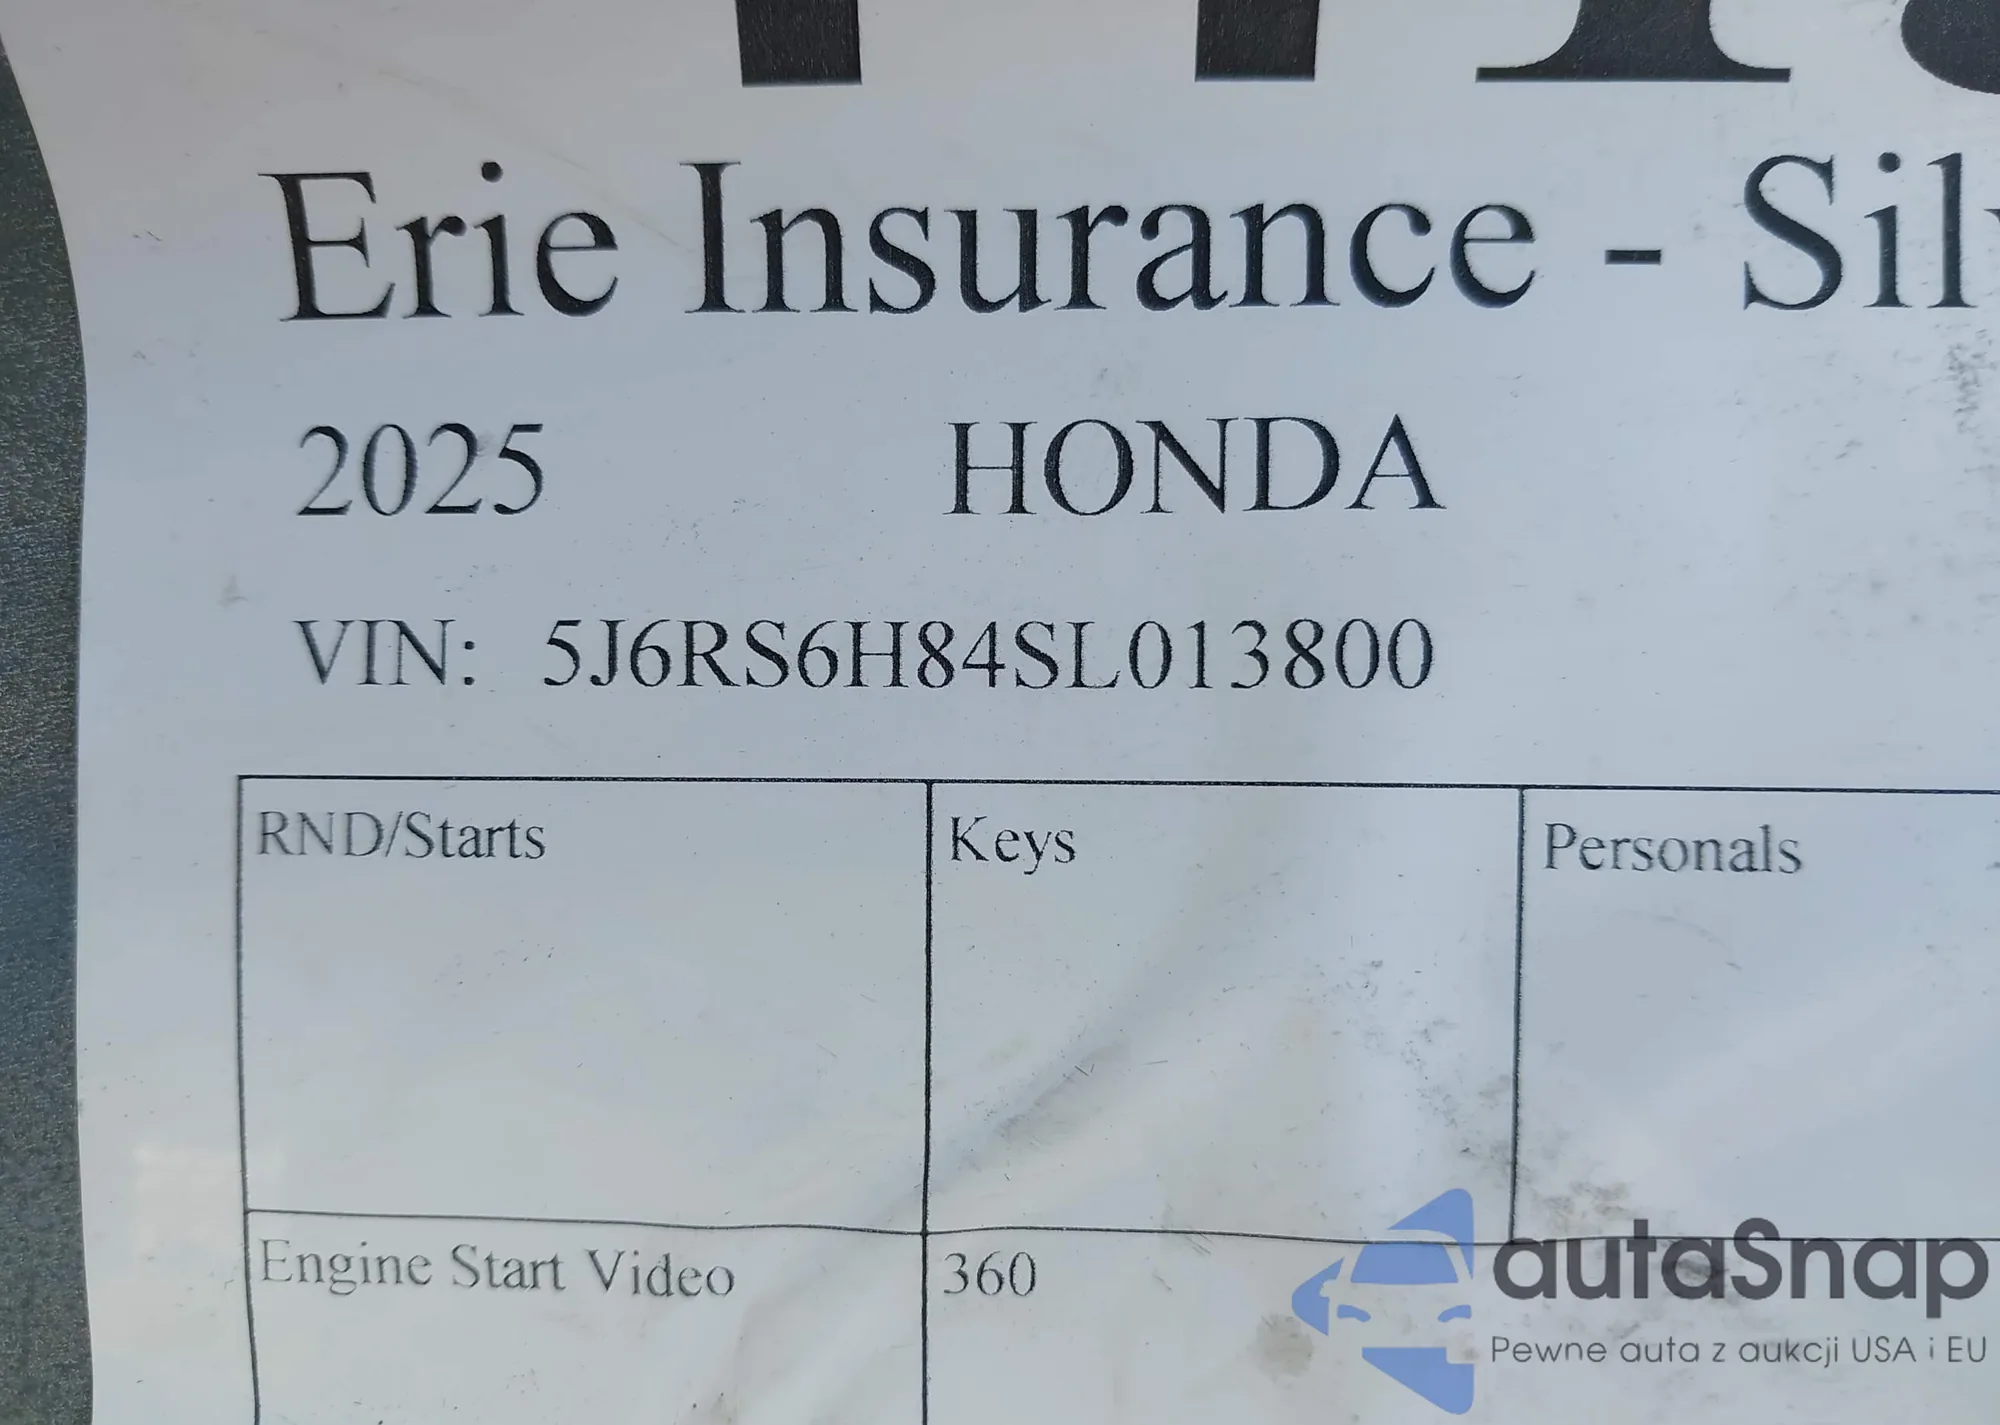 Erie Insurance - Sil
2025 HONDA
VIN: 5J6RS6H84SL013800
RND/Starts Keys Personals
Engine Start Video 360
autaSnap
Pewne auta z aukcji USA i EU